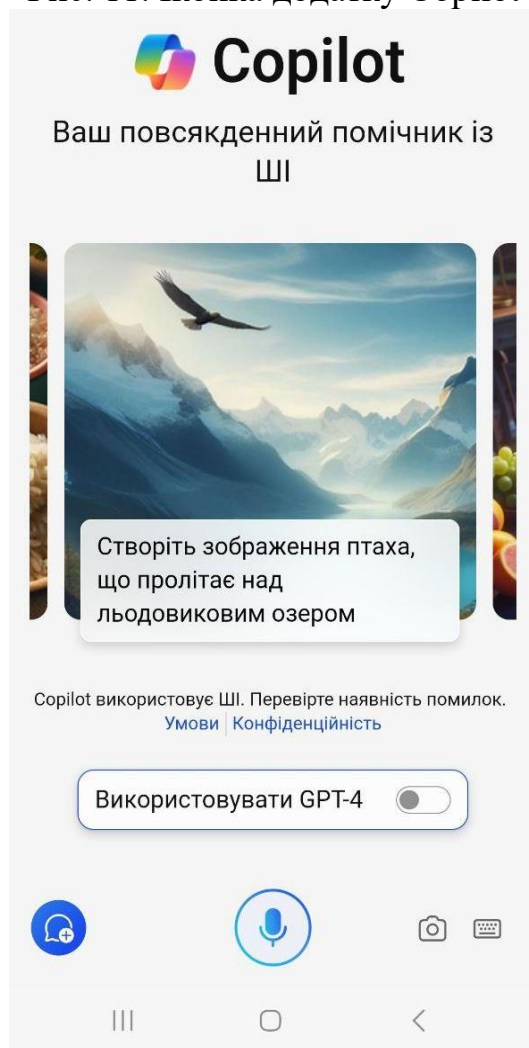 Copilot
Ваш повсякденний помічник із
ШІ
Створіть зображення птаха,
що пролітає над
льодовиковим озером
Copilot використовує ШІ. Перевірте наявність помилок.
Умови | Конфіденційність
Використовувати GPT-4